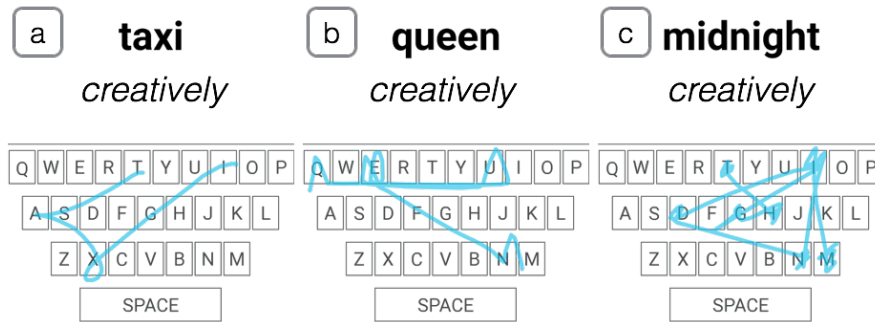 a taxi
creatively
Q W E R T Y U I O P
A S D F G H J K L
Z X C V B N M
SPACE
b queen
creatively
Q W E R T Y U I O P
A S D F G H J K L
Z X C V B N M
SPACE
c midnight
creatively
Q W E R T Y U I O P
A S D F G H J K L
Z X C V B N M
SPACE